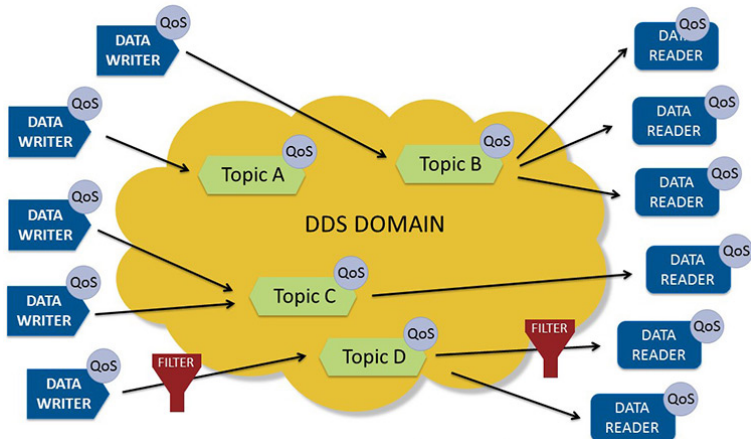 QoS
DATA
WRITER
QoS
DATA
READER
QoS
DATA
WRITER
QoS
DATA
READER
QoS
Topic A
QoS
Topic B
QoS
DATA
READER
QoS
DATA
WRITER
DDS DOMAIN
QoS
DATA
READER
QoS
DATA
WRITER
QoS
Topic C
QoS
DATA
WRITER
FILTER
QoS
Topic D
FILTER
QoS
DATA
READER
QoS
DATA
READER